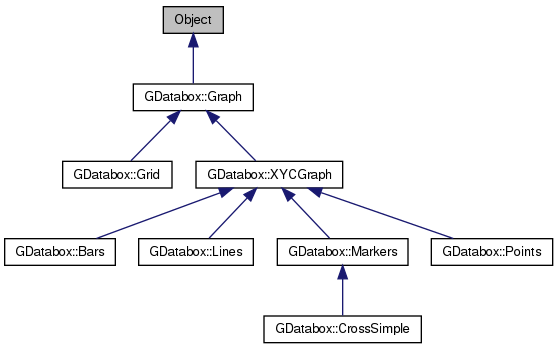 Object
GDatabox::Graph
GDatabox::Grid
GDatabox::XYCGraph
GDatabox::Bars
GDatabox::Lines
GDatabox::Markers
GDatabox::Points
GDatabox::CrossSimple